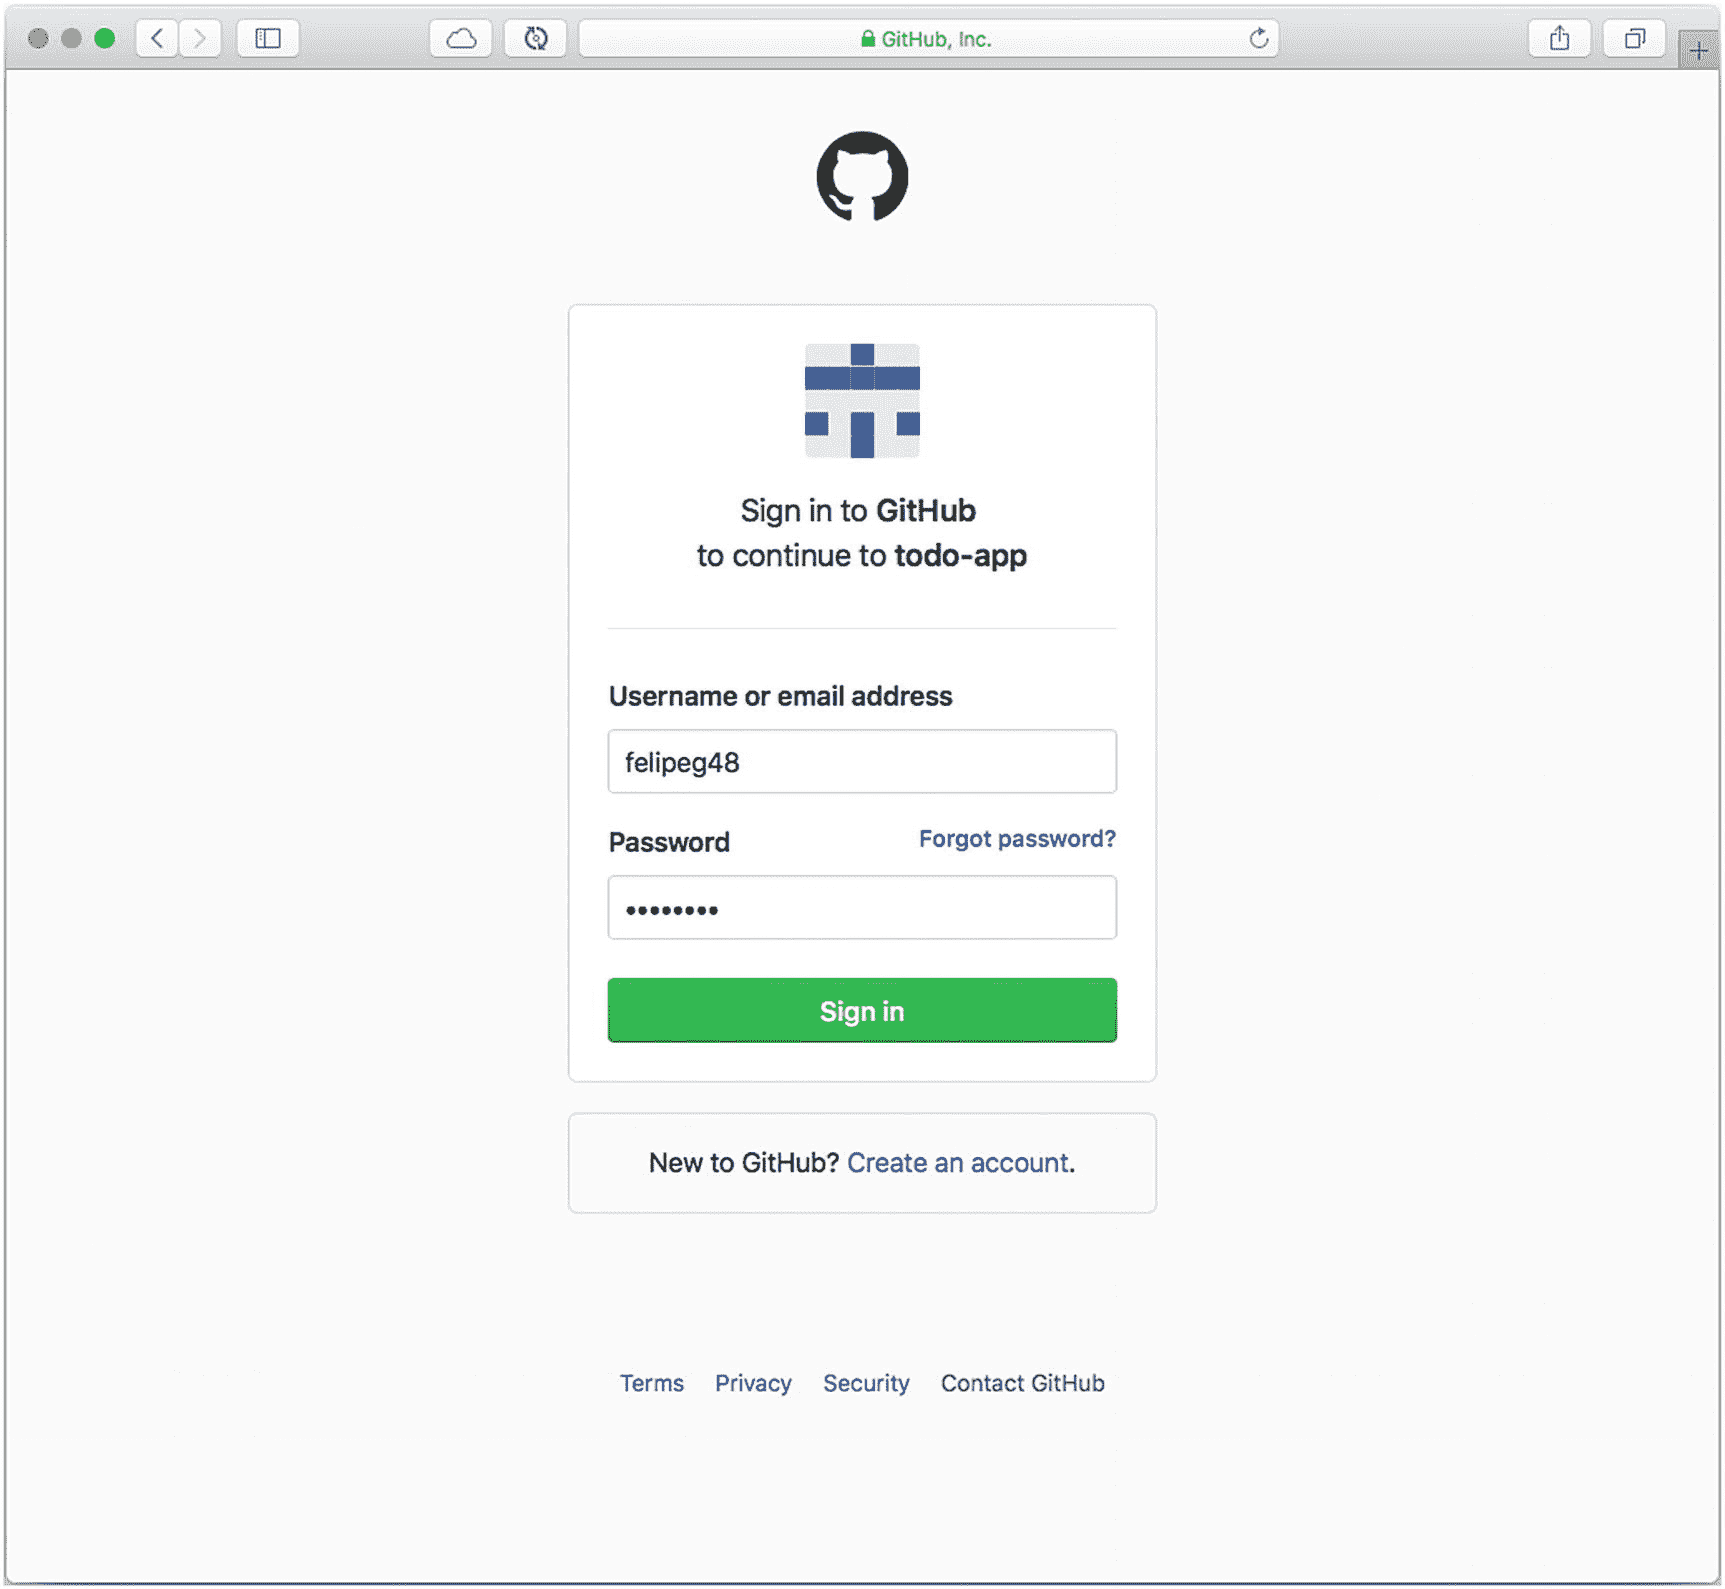 GitHub, Inc.
Sign in to GitHub
to continue to todo-app
Username or email address
felipeg48
Password Forgot password?
••••••••
Sign in
New to GitHub? Create an account.
Terms Privacy Security Contact GitHub